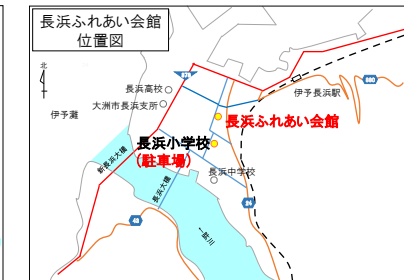 長浜ふれあい会館
位置図
北
378
長浜高校
大洲市長浜支所
伊予長浜駅
伊予灘
長浜ふれあい会館
長浜小学校
(駐車場)
新長浜大橋
長浜大橋
長浜中学校
24
43
肱川